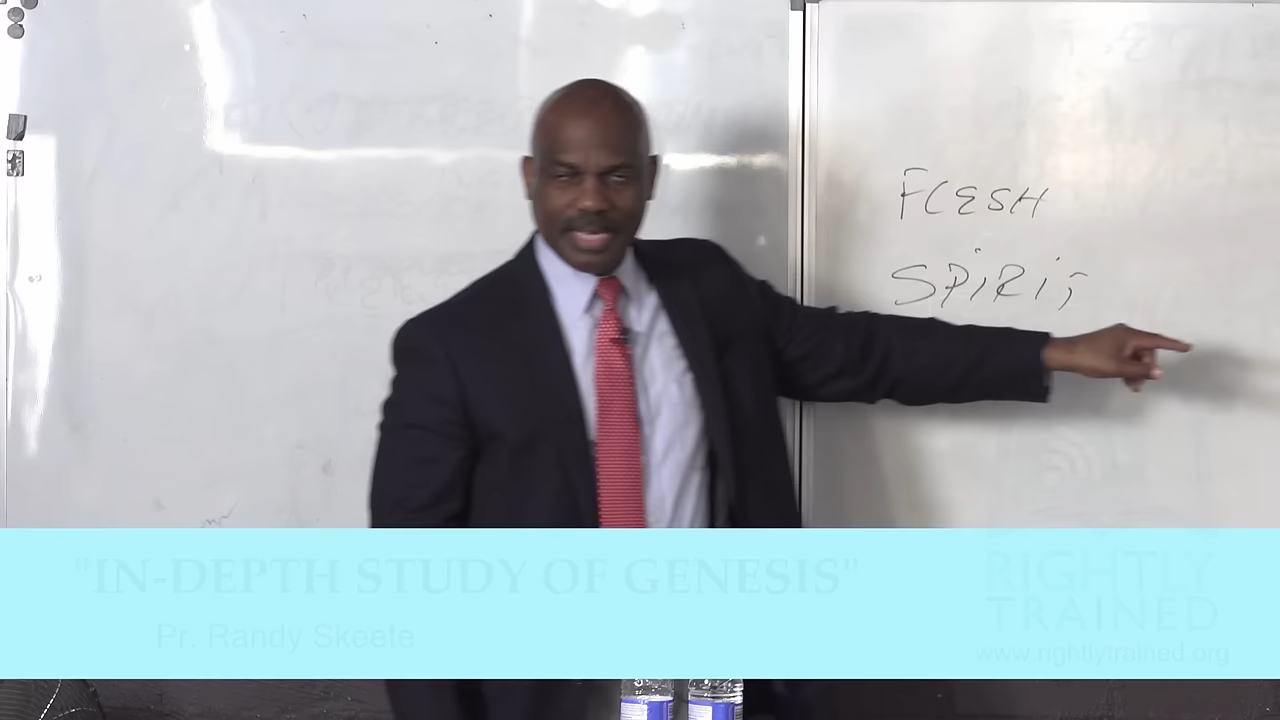 FLESH
SPIRIT
"IN-DEPTH STUDY OF GENESIS"
Pr. Randy Skeete
RIGHTLY
TRAINED
www.rightlytrained.org